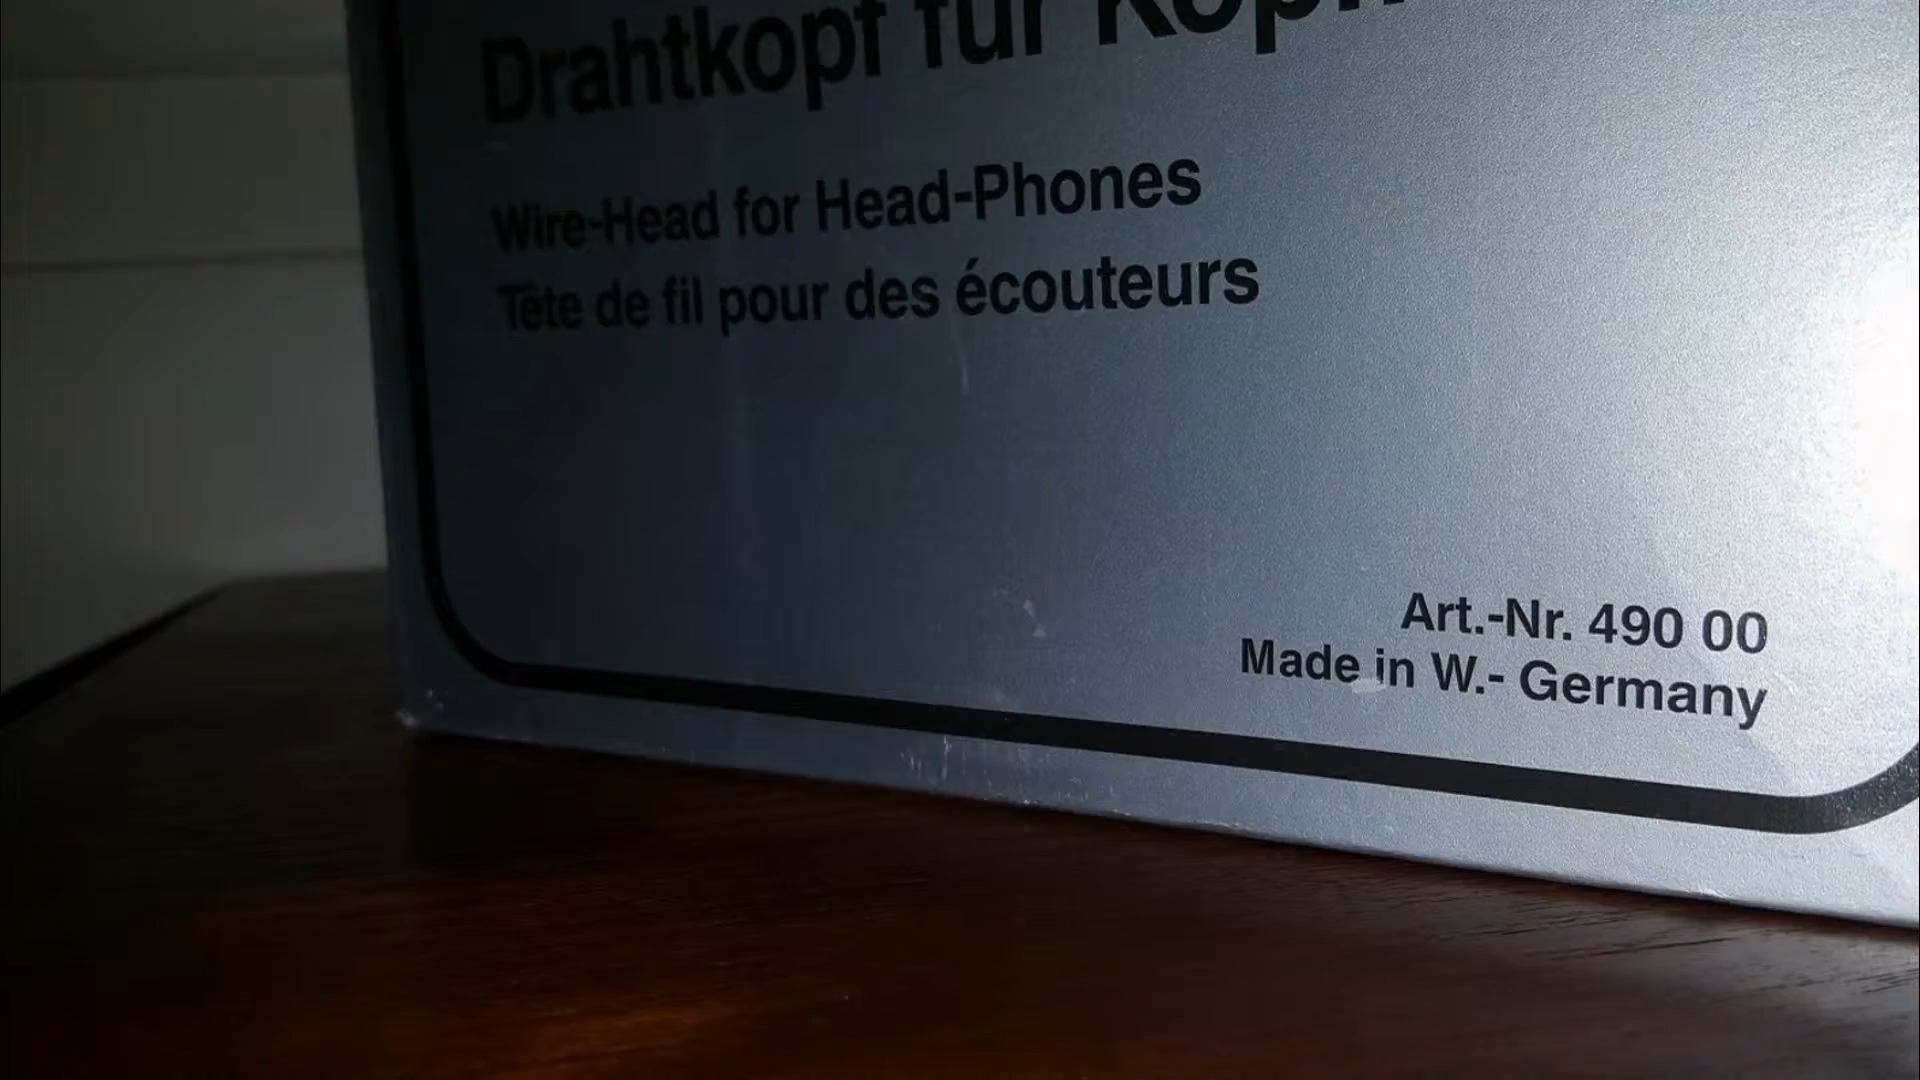 Drahtkopf für
Wire-Head for Head-Phones
Tête de fil pour des écouteurs
Art.-Nr. 490 00
Made in W.- Germany